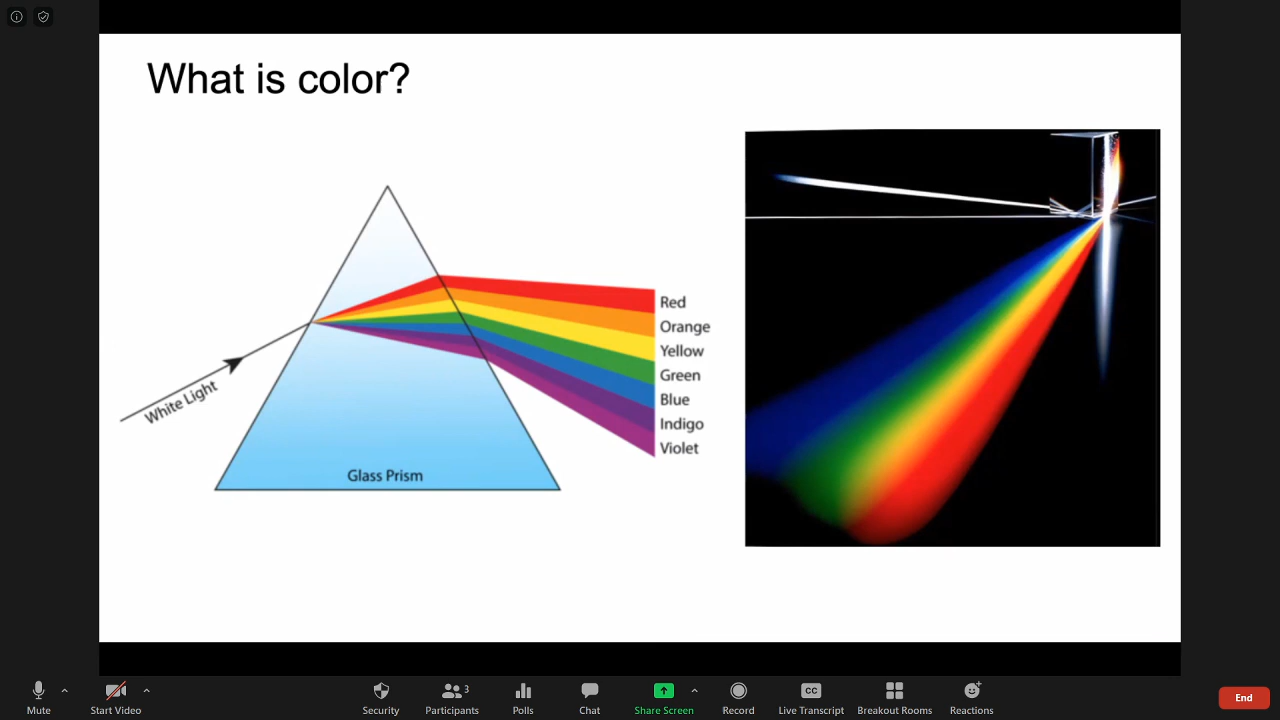 What is color?
White Light
Glass Prism
Red
Orange
Yellow
Green
Blue
Indigo
Violet
Mute
Start Video
Security
3
Participants
Polls
Chat
Share Screen
Record
CC
Live Transcript
Breakout Rooms
Reactions
End